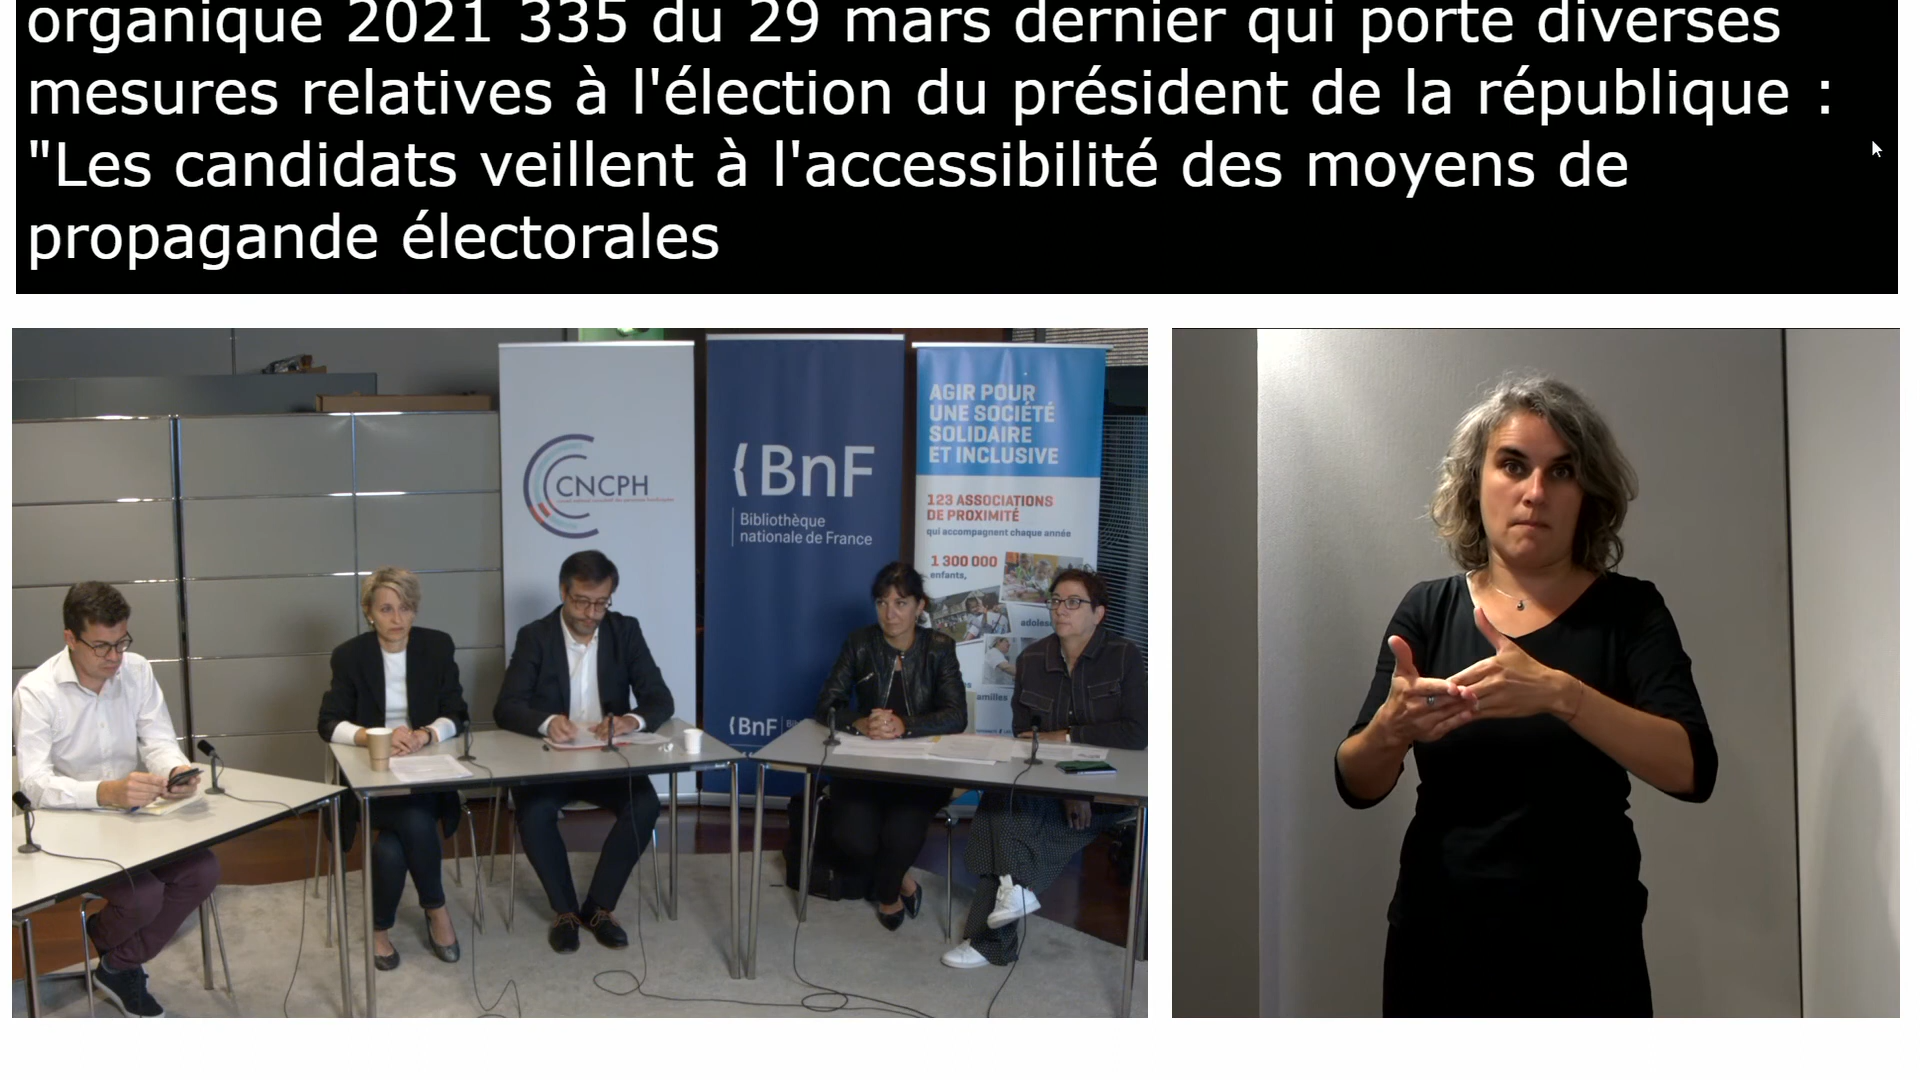 organique 2021 335 du 29 mars dernier qui porte diverses
mesures relatives à l'élection du président de la république :
"Les candidats veillent à l'accessibilité des moyens de
propagande électorales
CNCPH
BnF
Bibliothèque
nationale de France
BnF
AGIR POUR
UNE SOCIÉTÉ
SOLIDAIRE
ET INCLUSIVE
123 ASSOCIATIONS
DE PROXIMITÉ
qui accompagnent chaque année
1 300 000
enfants,